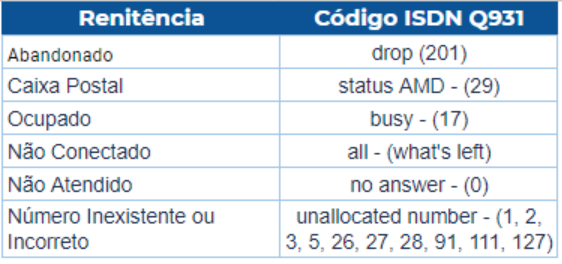 Renitência Código ISDN Q931
Abandonado drop (201)
Caixa Postal status AMD - (29)
Ocupado busy - (17)
Não Conectado all - (what's left)
Não Atendido no answer - (0)
Número Inexistente ou unallocated number - (1, 2,
Incorreto 3, 5, 26, 27, 28, 91, 111, 127)